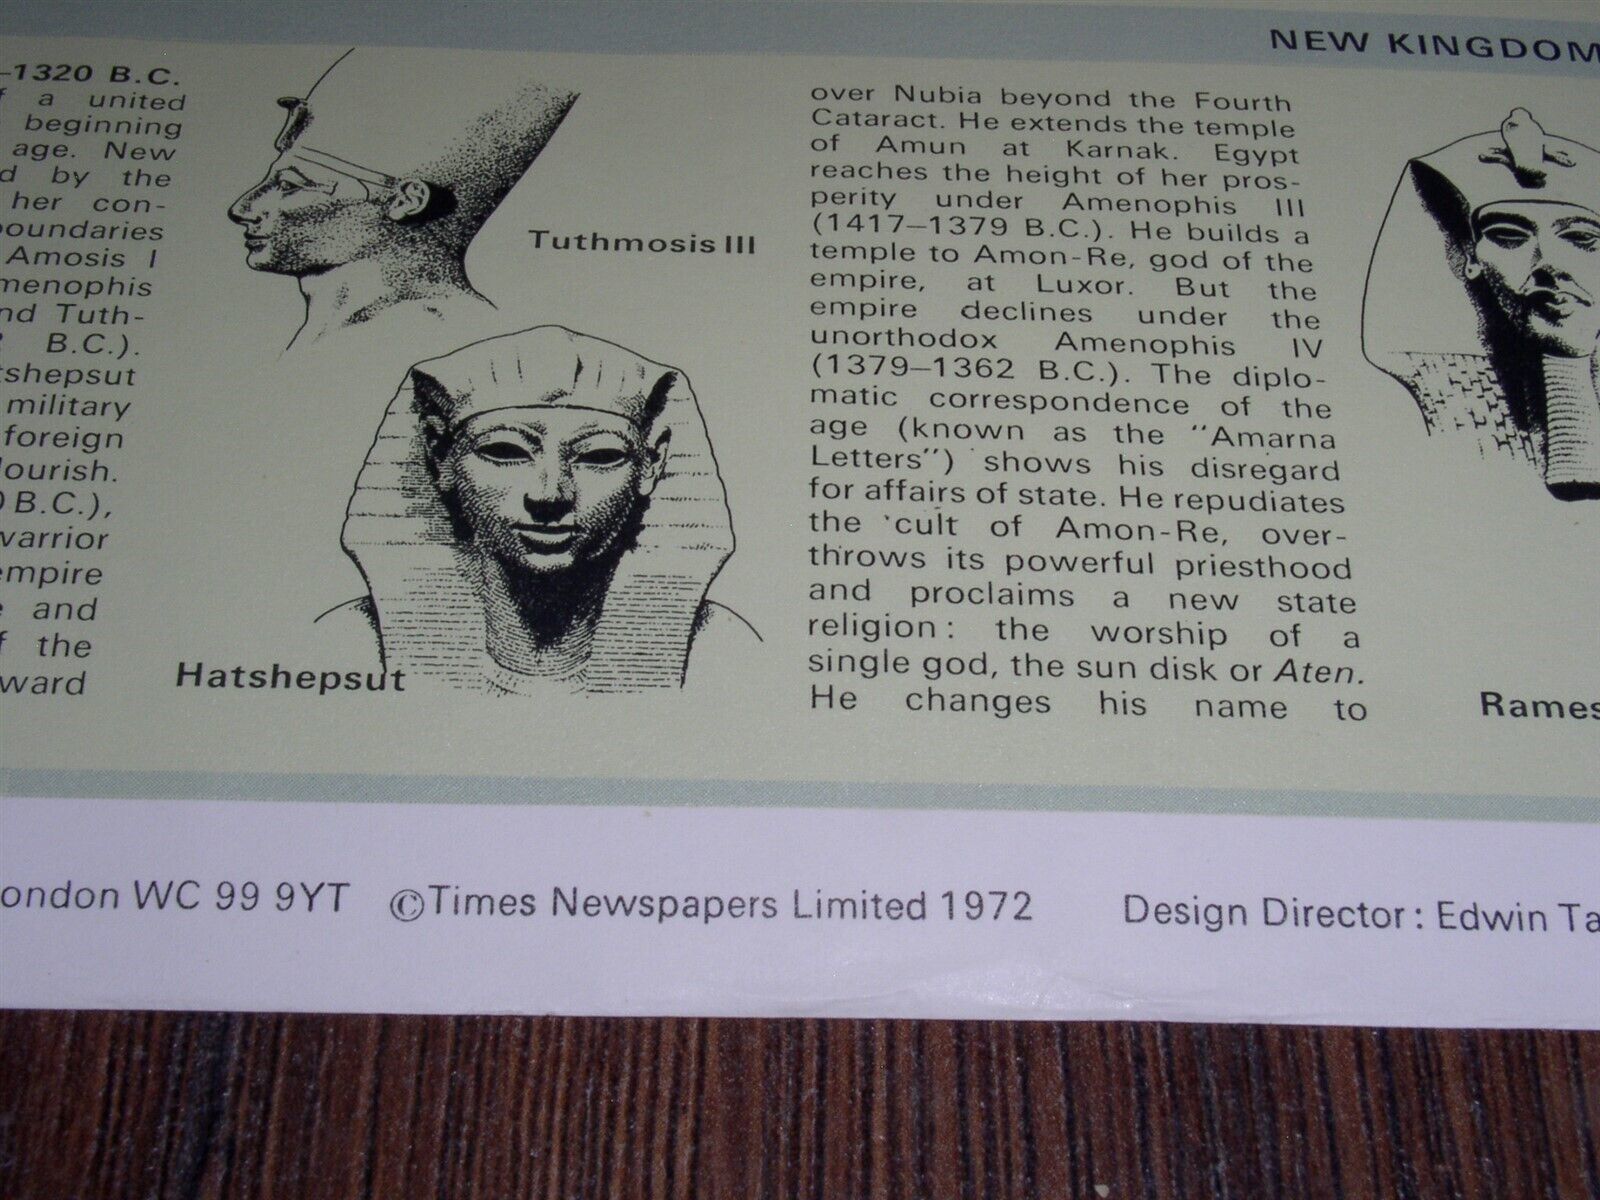 NEW KINGDOM
–1320 B.C.
a united
beginning
age. New
by the
her con-
boundaries
Amosis I
menophis
nd Tuth-
B.C.).
tshepsut
military
foreign
lourish.
B.C.),
warrior
empire
and
the
ward
Tuthmosis III
Hatshepsut
over Nubia beyond the Fourth
Cataract. He extends the temple
of Amun at Karnak. Egypt
reaches the height of her pros-
perity under Amenophis III
(1417–1379 B.C.). He builds a
temple to Amon-Re, god of the
empire, at Luxor. But the
empire declines under the
unorthodox Amenophis IV
(1379–1362 B.C.). The diplo-
matic correspondence of the
age (known as the "Amarna
Letters") shows his disregard
for affairs of state. He repudiates
the cult of Amon-Re, over-
throws its powerful priesthood
and proclaims a new state
religion: the worship of a
single god, the sun disk or Aten.
He changes his name to
Rames
ondon WC 99 9YT ©Times Newspapers Limited 1972 Design Director: Edwin Ta